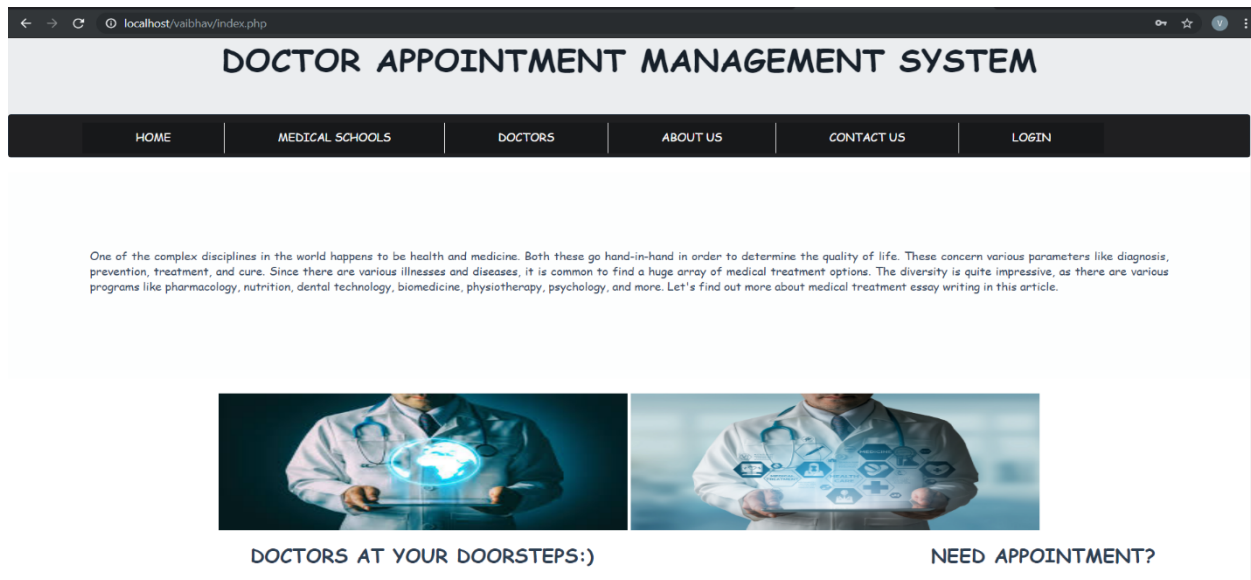 localhost/vaibhav/index.php
V
DOCTOR APPOINTMENT MANAGEMENT SYSTEM
HOME MEDICAL SCHOOLS DOCTORS ABOUT US CONTACT US LOGIN
One of the complex disciplines in the world happens to be health and medicine. Both these go hand-in-hand in order to determine the quality of life. These concern various parameters like diagnosis,
prevention, treatment, and cure. Since there are various illnesses and diseases, it is common to find a huge array of medical treatment options. The diversity is quite impressive, as there are various
programs like pharmacology, nutrition, dental technology, biomedicine, physiotherapy, psychology, and more. Let's find out more about medical treatment essay writing in this article.
MEDICINE
MEDICAL
TREATMENT
HEALTH
DOCTORS AT YOUR DOORSTEPS:) NEED APPOINTMENT?